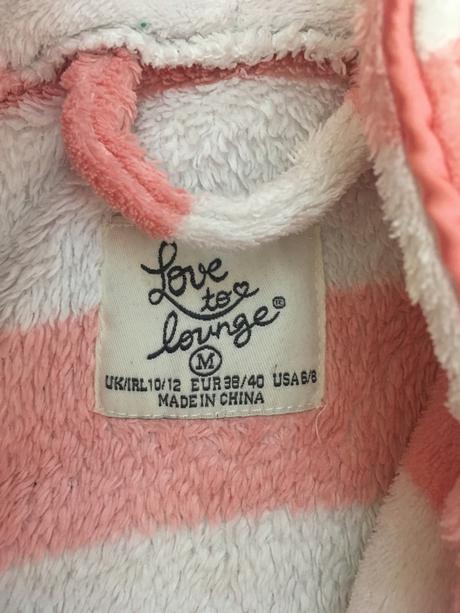 Love
to
lounge
M
UK/IRL 10/12 EUR 38/40 USA 6/8
MADE IN CHINA